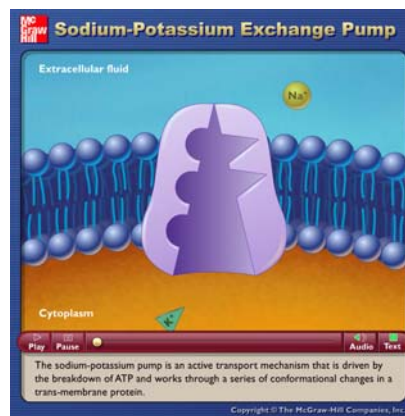 Mc
Graw
Hill
Sodium-Potassium Exchange Pump
Extracellular fluid
Na+
Cytoplasm
K+
Play
Pause
Audio
Text
The sodium-potassium pump is an active transport mechanism that is driven by
the breakdown of ATP and works through a series of conformational changes in a
trans-membrane protein.
Copyright © The McGraw-Hill Companies, Inc.